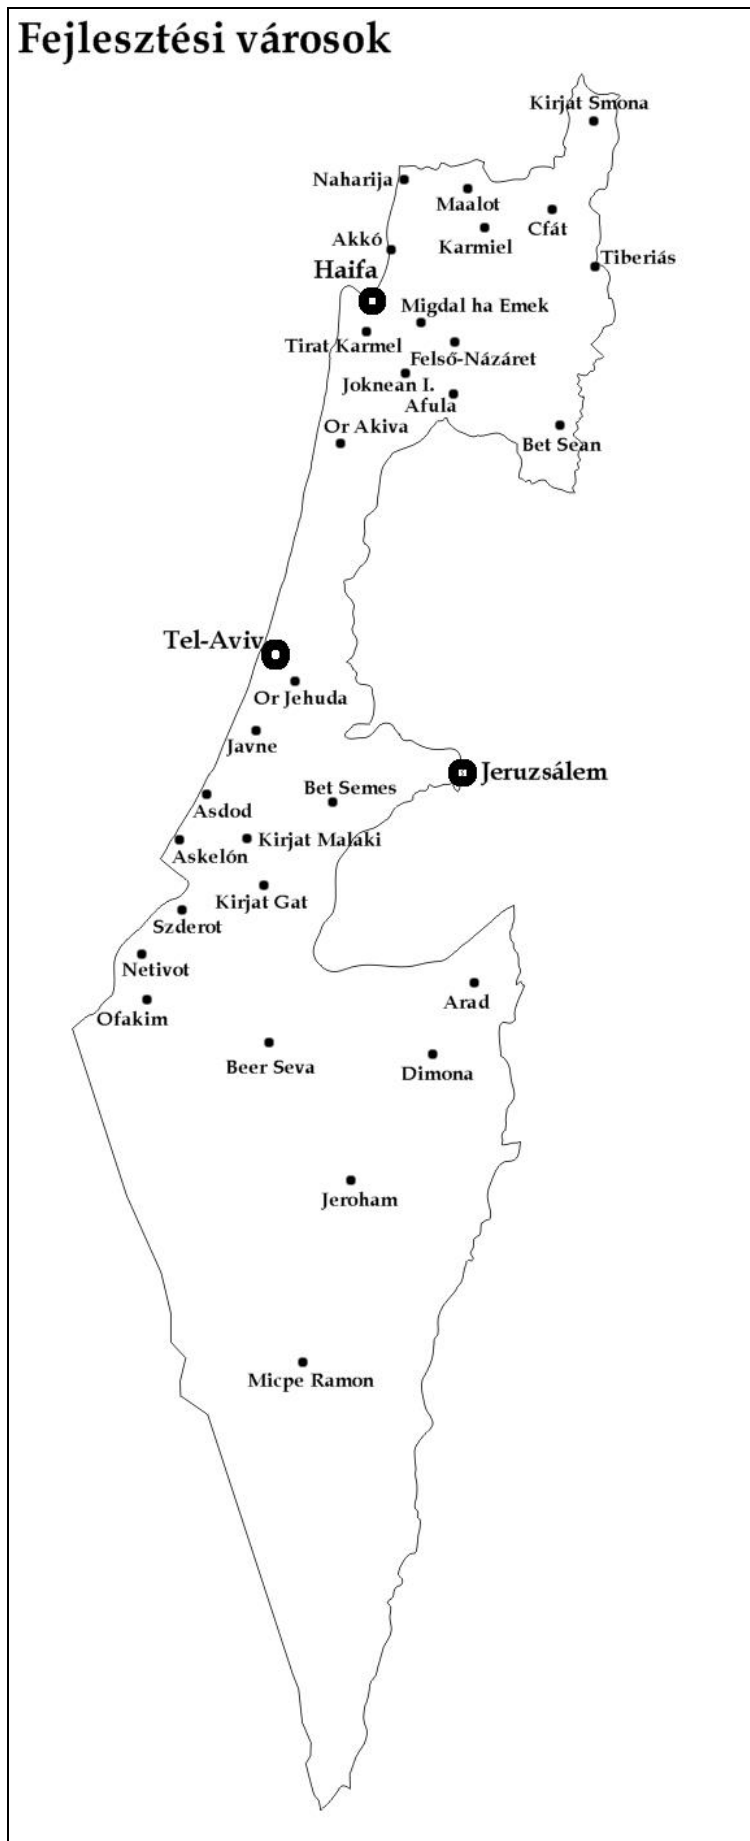 Fejlesztési városok
Kirjat Smona
Naharija
Maalot
Cfát
Karmiel
Akkó
Tiberiás
Haifa
Migdal ha Emek
Tirat Karmel
Felső-Názáret
Joknean I.
Afula
Or Akiva
Bet Sean
Tel-Aviv
Or Jehuda
Javne
Jeruzsálem
Bet Semes
Asdod
Kirjat Malaki
Askelón
Kirjat Gat
Szderot
Netivot
Arad
Ofakim
Beer Seva
Dimona
Jeroham
Micpe Ramon